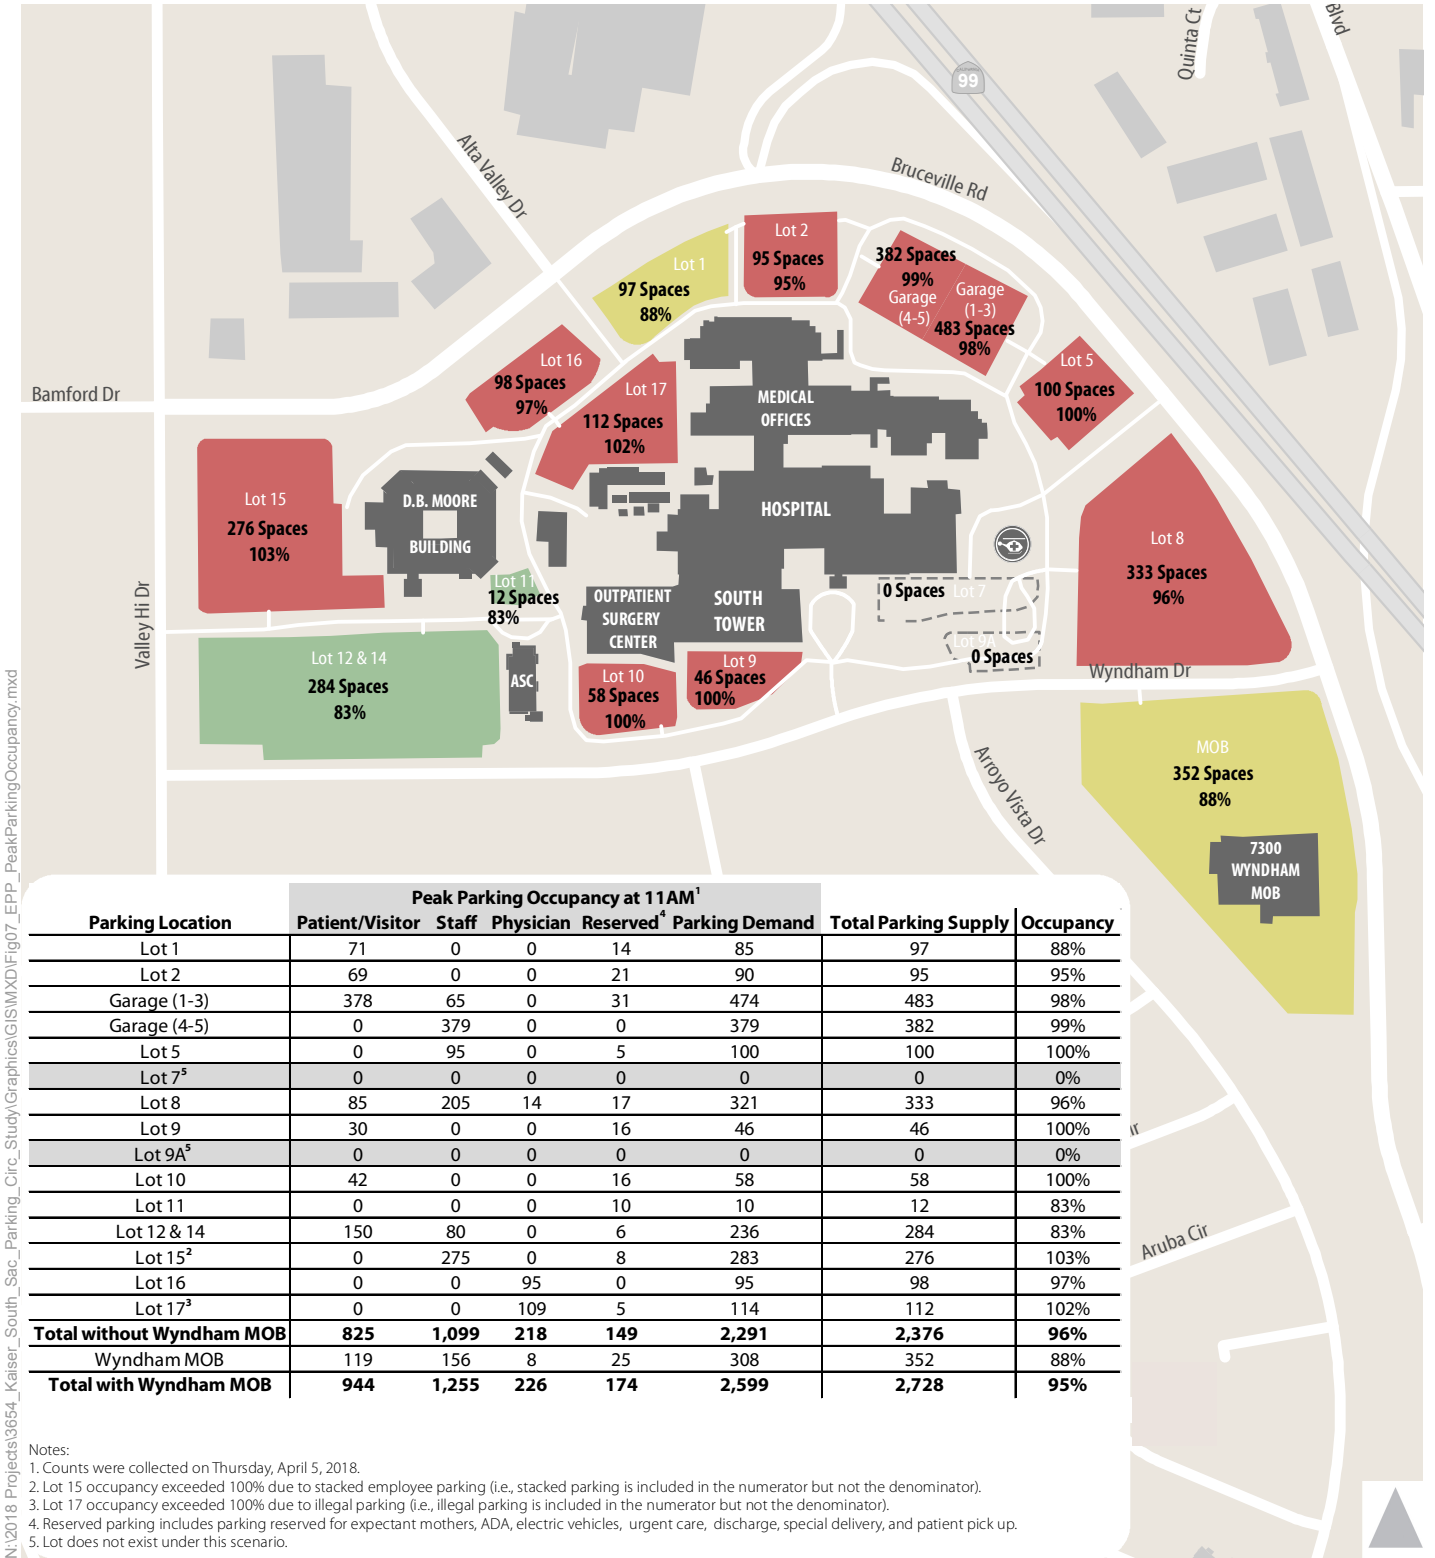 Quinta Ct
Blvd
99
Alta Valley Dr
Bruceville Rd
Lot 2
95 Spaces
95%
Lot 1
97 Spaces
88%
382 Spaces
99%
Garage
(4-5)
Garage
(1-3)
483 Spaces
98%
Lot 16
98 Spaces
97%
Lot 17
112 Spaces
102%
Lot 5
100 Spaces
100%
Bamford Dr
MEDICAL
OFFICES
Lot 15
276 Spaces
103%
D.B. MOORE
BUILDING
HOSPITAL
Lot 8
333 Spaces
96%
Lot 11
12 Spaces
83%
OUTPATIENT
SURGERY
CENTER
SOUTH
TOWER
0 Spaces
Lot 7
Lot 9A
0 Spaces
Valley Hi Dr
Lot 12 & 14
284 Spaces
83%
ASC
Lot 10
58 Spaces
100%
Lot 9
46 Spaces
100%
Wyndham Dr
Arroyo Vista Dr
MOB
352 Spaces
88%
7300
WYNDHAM
MOB
Aruba Cir
Peak Parking Occupancy at 11AM¹
Parking Location Patient/Visitor Staff Physician Reserved⁴ Parking Demand Total Parking Supply Occupancy
Lot 1 71 0 0 14 85 97 88%
Lot 2 69 0 0 21 90 95 95%
Garage (1-3) 378 65 0 31 474 483 98%
Garage (4-5) 0 379 0 0 379 382 99%
Lot 5 0 95 0 5 100 100 100%
Lot 7⁵ 0 0 0 0 0 0 0%
Lot 8 85 205 14 17 321 333 96%
Lot 9 30 0 0 16 46 46 100%
Lot 9A⁵ 0 0 0 0 0 0 0%
Lot 10 42 0 0 16 58 58 100%
Lot 11 0 0 0 10 10 12 83%
Lot 12 & 14 150 80 0 6 236 284 83%
Lot 15² 0 275 0 8 283 276 103%
Lot 16 0 0 95 0 95 98 97%
Lot 17³ 0 0 109 5 114 112 102%
Total without Wyndham MOB 825 1,099 218 149 2,291 2,376 96%
Wyndham MOB 119 156 8 25 308 352 88%
Total with Wyndham MOB 944 1,255 226 174 2,599 2,728 95%
Notes:
1. Counts were collected on Thursday, April 5, 2018.
2. Lot 15 occupancy exceeded 100% due to stacked employee parking (i.e., stacked parking is included in the numerator but not the denominator).
3. Lot 17 occupancy exceeded 100% due to illegal parking (i.e., illegal parking is included in the numerator but not the denominator).
4. Reserved parking includes parking reserved for expectant mothers, ADA, electric vehicles, urgent care, discharge, special delivery, and patient pick up.
5. Lot does not exist under this scenario.
N:\2018 Projects\3654_Kaiser_South_Sac_Parking_Circ_Study\Graphics\GIS\MXD\Fig07_EPP_PeakParkingOccupancy.mxd